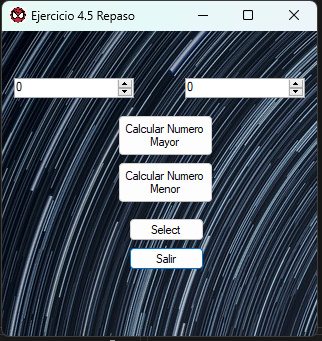 Ejercicio 4.5 Repaso
0
0
Calcular Numero
Mayor
Calcular Numero
Menor
Select
Salir